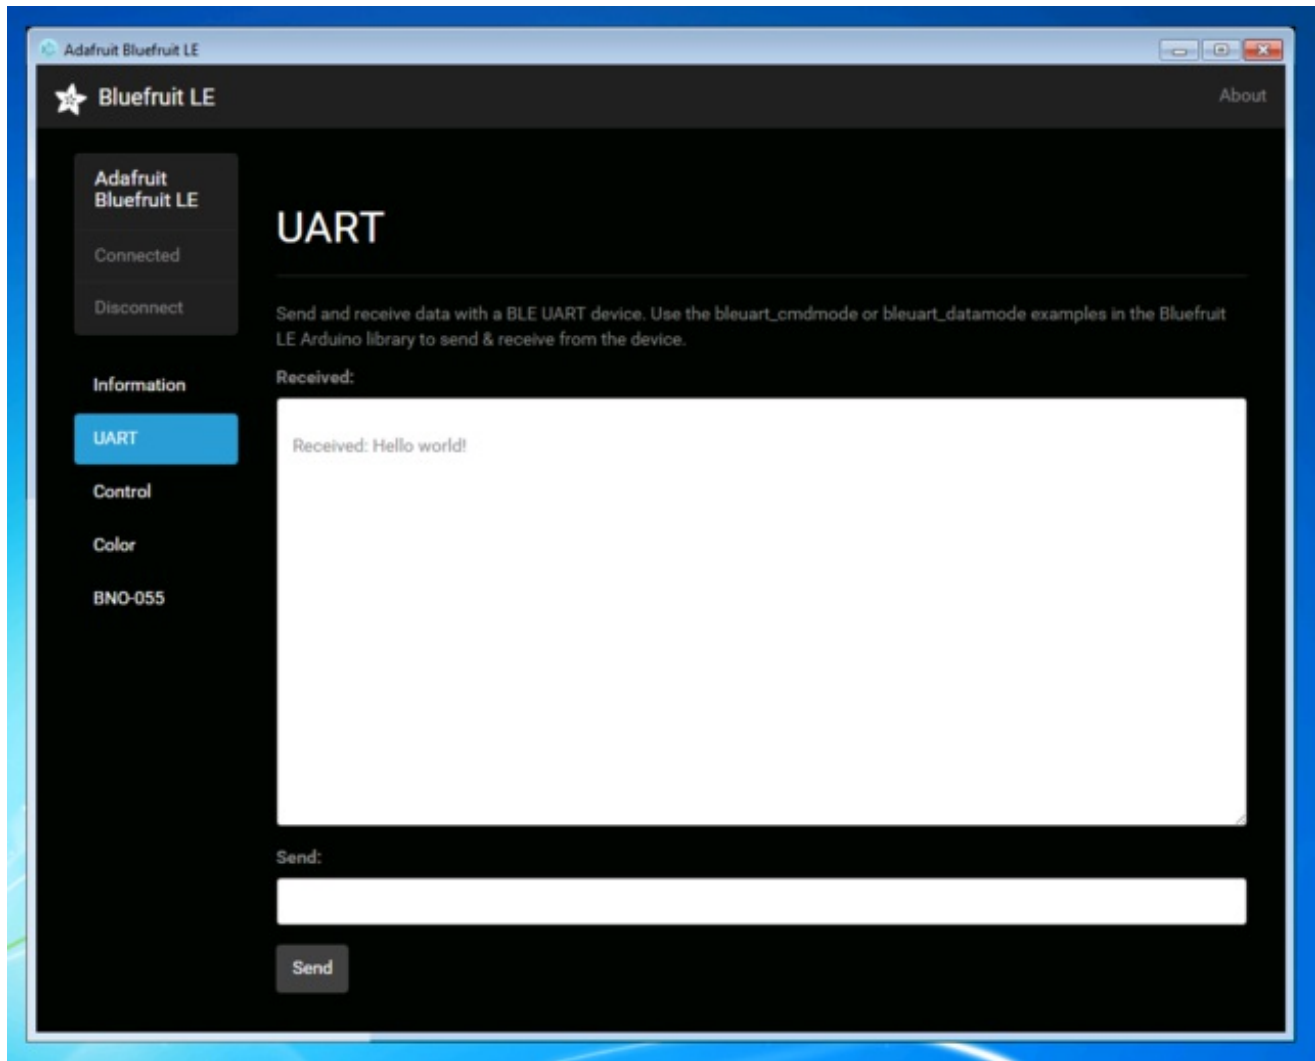 Adafruit Bluefruit LE
Bluefruit LE
About
Adafruit
Bluefruit LE
Connected
Disconnect
Information
UART
Control
Color
BNO-055
UART
Send and receive data with a BLE UART device. Use the bleuart_cmdmode or bleuart_datamode examples in the Bluefruit
LE Arduino library to send & receive from the device.
Received:
Received: Hello world!
Send:
Send